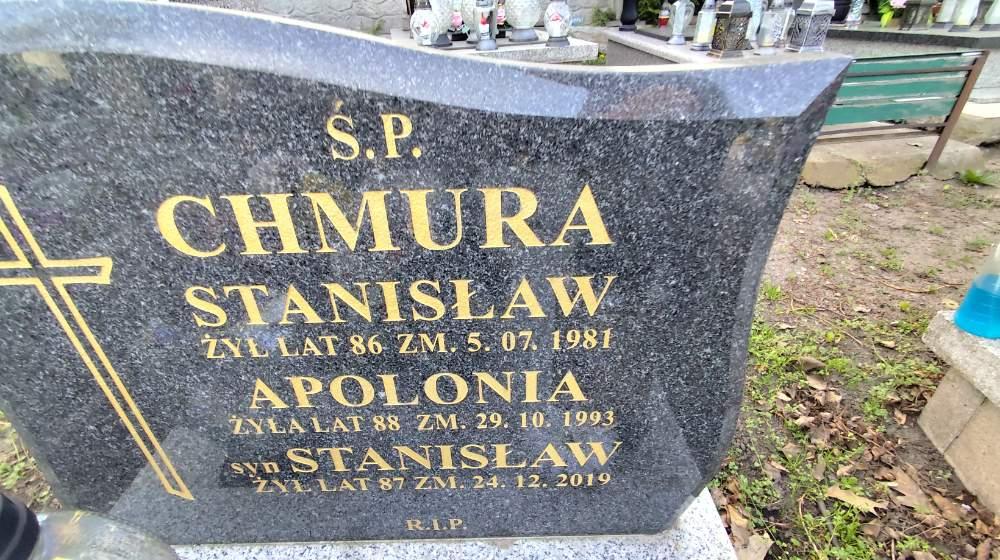 Ś.P.
CHMURA
STANISŁAW
ŻYŁ LAT 86 ZM. 5. 07. 1981
APOLONIA
ŻYŁA LAT 88 ZM. 29. 10. 1993
syn STANISŁAW
ŻYŁ LAT 87 ZM. 24. 12. 2019
R.I.P.